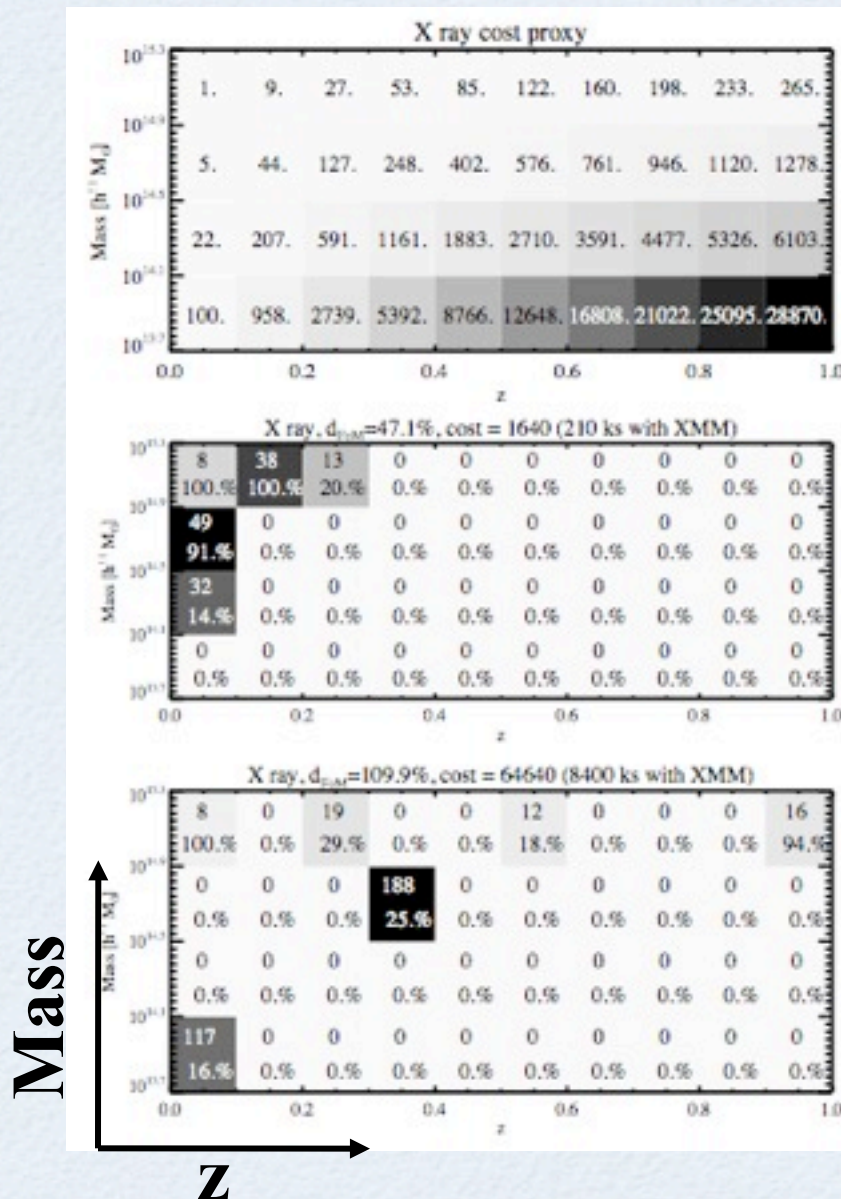 X ray cost proxy
1. 9. 27. 53. 85. 122. 160. 198. 233. 265.
5. 44. 127. 248. 402. 576. 761. 946. 1120. 1278.
22. 207. 591. 1161. 1883. 2710. 3591. 4477. 5326. 6103.
100. 958. 2739. 5392. 8766. 12648. 16808. 21022. 25095. 28870.
Mass
0.0 0.2 0.4 0.6 0.8 1.0
z
X ray, =47.1%, cost = 1640 (210 ks with XMM)
8 38 13 0 0 0 0 0 0 0
100.% 100.% 20.% 0.% 0.% 0.% 0.% 0.% 0.% 0.%
49 0 0 0 0 0 0 0 0 0
91.% 0.% 0.% 0.% 0.% 0.% 0.% 0.% 0.% 0.%
32 0 0 0 0 0 0 0 0 0
14.% 0.% 0.% 0.% 0.% 0.% 0.% 0.% 0.% 0.%
0 0 0 0 0 0 0 0 0 0
0.% 0.% 0.% 0.% 0.% 0.% 0.% 0.% 0.% 0.%
Mass
0.0 0.2 0.4 0.6 0.8 1.0
z
X ray, =109.9%, cost = 64640 (8400 ks with XMM)
8 0 19 0 0 12 0 0 0 16
100.% 0.% 29.% 0.% 0.% 18.% 0.% 0.% 0.% 94.%
0 0 0 188 0 0 0 0 0 0
0.% 0.% 0.% 25.% 0.% 0.% 0.% 0.% 0.% 0.%
0 0 0 0 0 0 0 0 0 0
0.% 0.% 0.% 0.% 0.% 0.% 0.% 0.% 0.% 0.%
117 0 0 0 0 0 0 0 0 0
16.% 0.% 0.% 0.% 0.% 0.% 0.% 0.% 0.% 0.%
Mass
0.0 0.2 0.4 0.6 0.8 1.0
z
Mass
z